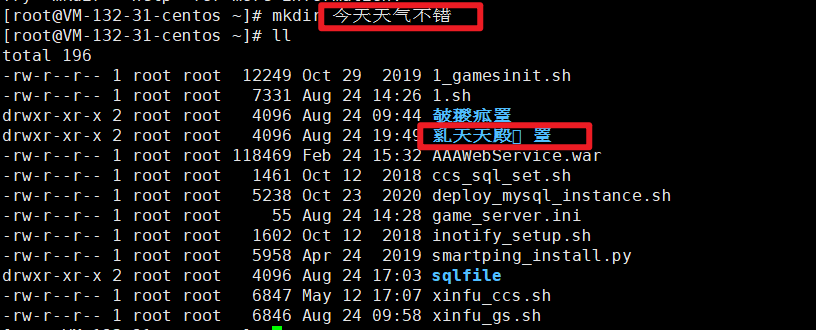 [root@VM-132-31-centos ~]# mkdir 今天天气不错
[root@VM-132-31-centos ~]# ll
total 196
-rw-r--r-- 1 root root 12249 Oct 29 2019 1_gamesinit.sh
-rw-r--r-- 1 root root 7331 Aug 24 14:26 1.sh
drwxr-xr-x 2 root root 4096 Aug 24 09:44
drwxr-xr-x 2 root root 4096 Aug 24 19:49 天天殿
-rw-r--r-- 1 root root 118469 Feb 24 15:32 AAAWebService.war
-rw-r--r-- 1 root root 1461 Oct 12 2018 ccs_sql_set.sh
-rw-r--r-- 1 root root 5238 Oct 23 2020 deploy_mysql_instance.sh
-rw-r--r-- 1 root root 55 Aug 24 14:28 game_server.ini
-rw-r--r-- 1 root root 1602 Oct 12 2018 inotify_setup.sh
-rw-r--r-- 1 root root 5958 Apr 24 2019 smartping_install.py
drwxr-xr-x 2 root root 4096 Aug 24 17:03 sqlfile
-rw-r--r-- 1 root root 6847 May 12 17:07 xinfu_ccs.sh
-rw-r--r-- 1 root root 6846 Aug 24 09:58 xinfu_gs.sh